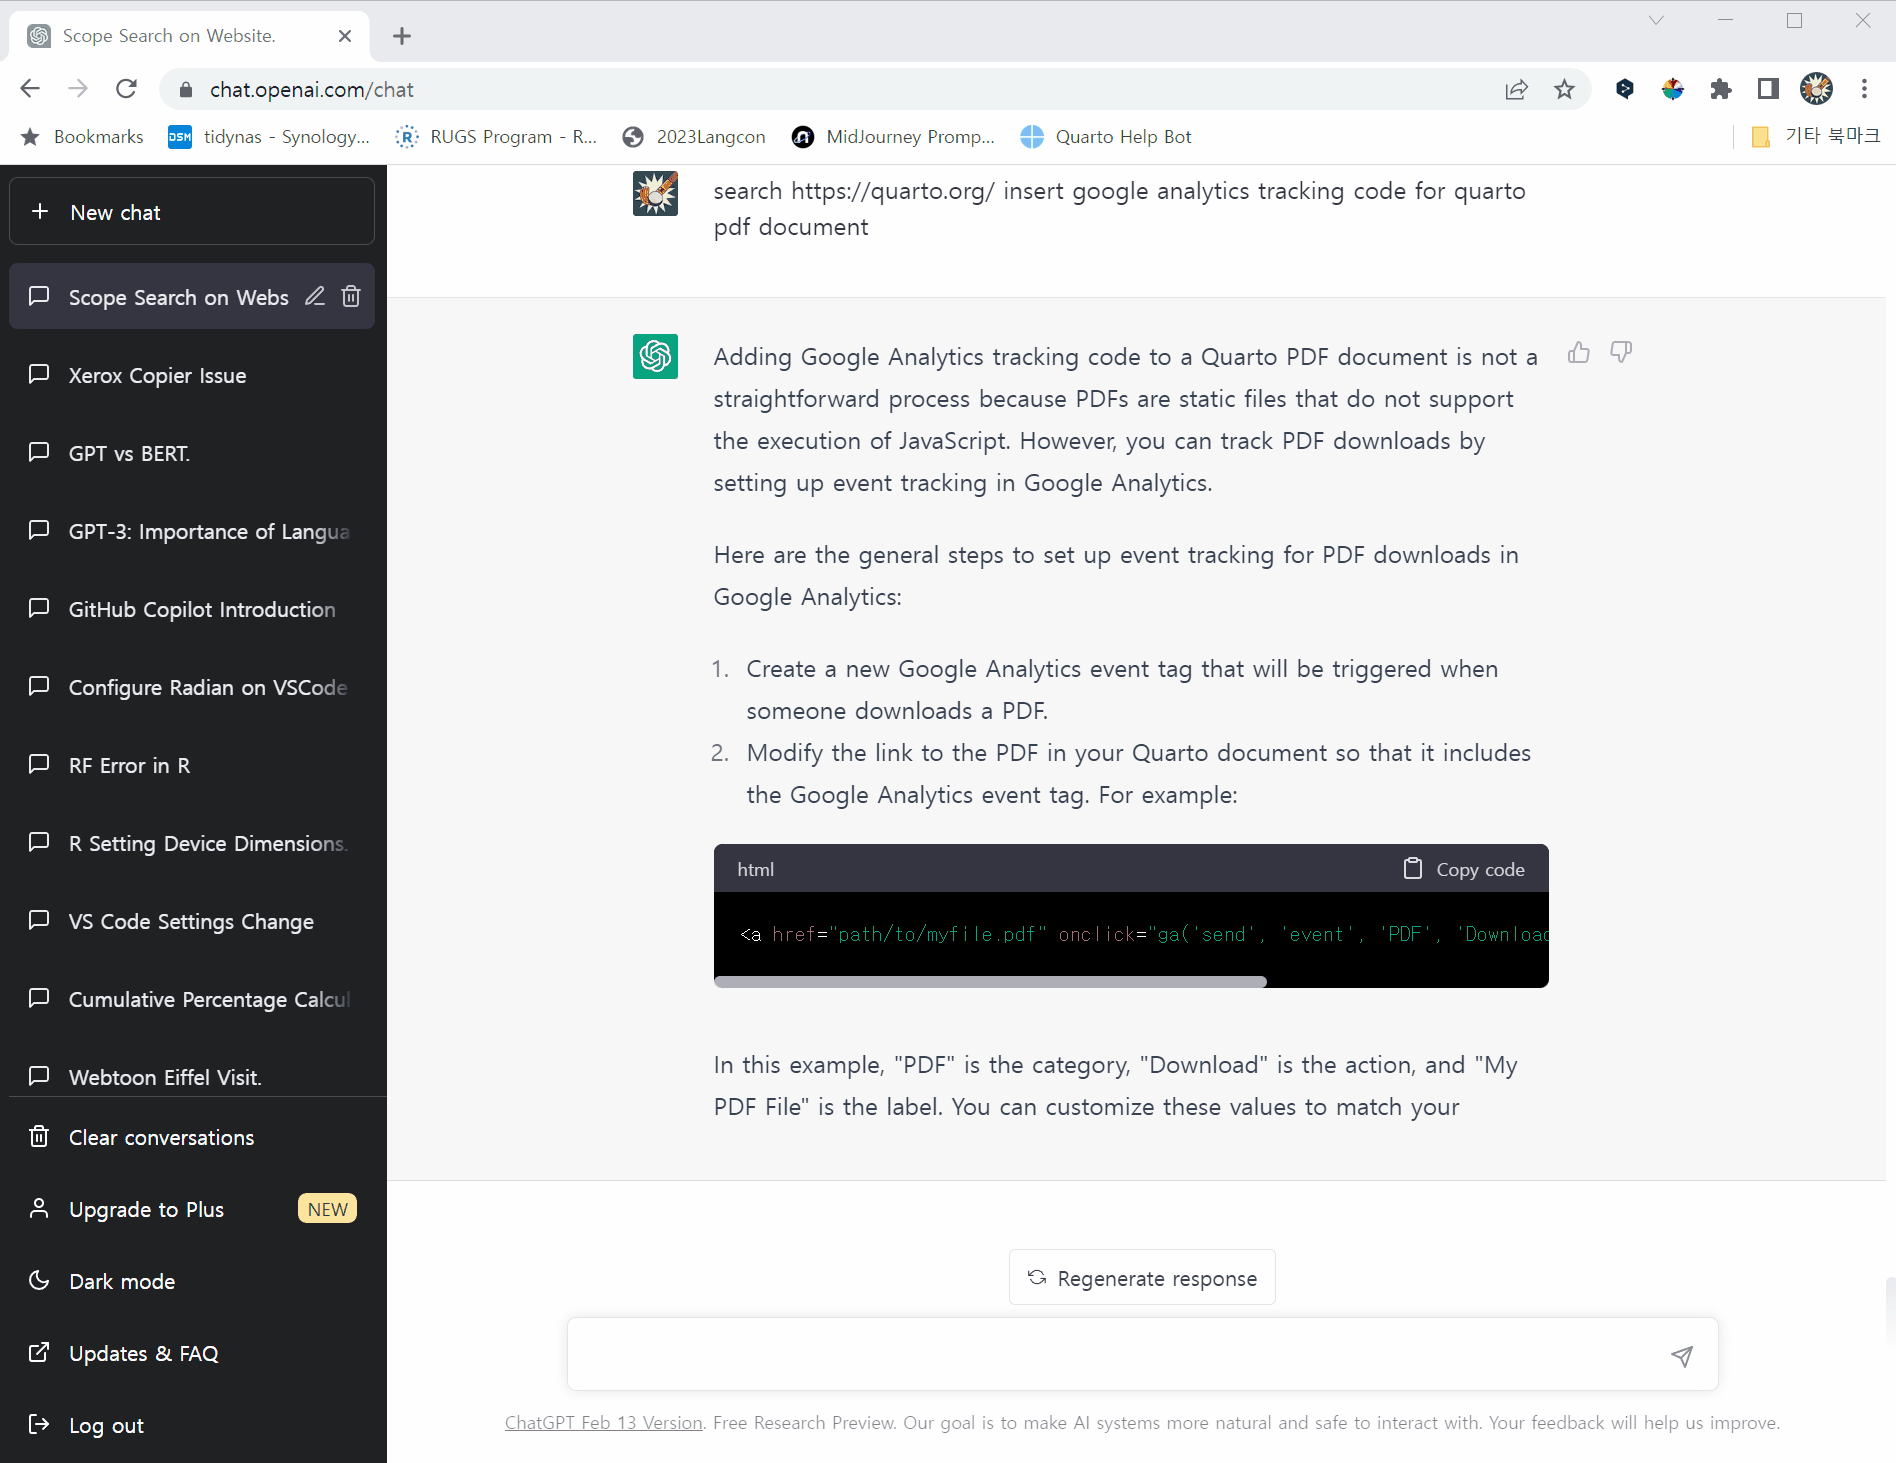 Scope Search on Website.
chat.openai.com/chat
Bookmarks
DSM
tidynas - Synology...
R
RUGS Program - R...
2023Langcon
MidJourney Promp...
Quarto Help Bot
기타 북마크
New chat
Scope Search on Webs
Xerox Copier Issue
GPT vs BERT.
GPT-3: Importance of Langua
GitHub Copilot Introduction
Configure Radian on VSCode
RF Error in R
R Setting Device Dimensions.
VS Code Settings Change
Cumulative Percentage Calcul
Webtoon Eiffel Visit.
Clear conversations
Upgrade to Plus
NEW
Dark mode
Updates & FAQ
Log out
search https://quarto.org/ insert google analytics tracking code for quarto
pdf document
Adding Google Analytics tracking code to a Quarto PDF document is not a
straightforward process because PDFs are static files that do not support
the execution of JavaScript. However, you can track PDF downloads by
setting up event tracking in Google Analytics.
Here are the general steps to set up event tracking for PDF downloads in
Google Analytics:
1. Create a new Google Analytics event tag that will be triggered when
someone downloads a PDF.
2. Modify the link to the PDF in your Quarto document so that it includes
the Google Analytics event tag. For example:
html
Copy code
<a href="path/to/myfile.pdf" onclick="ga('send', 'event', 'PDF', 'Download
In this example, "PDF" is the category, "Download" is the action, and "My
PDF File" is the label. You can customize these values to match your
Regenerate response
ChatGPT Feb 13 Version. Free Research Preview. Our goal is to make AI systems more natural and safe to interact with. Your feedback will help us improve.